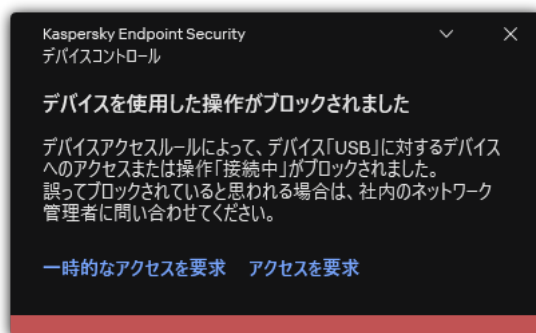 Kaspersky Endpoint Security
デバイスコントロール
デバイスを使用した操作がブロックされました
デバイスアクセスルールによって、デバイス「USB」に対するデバイス
へのアクセスまたは操作「接続中」がブロックされました。
誤ってブロックされていると思われる場合は、社内のネットワーク
管理者に問い合わせてください。
一時的なアクセスを要求 アクセスを要求